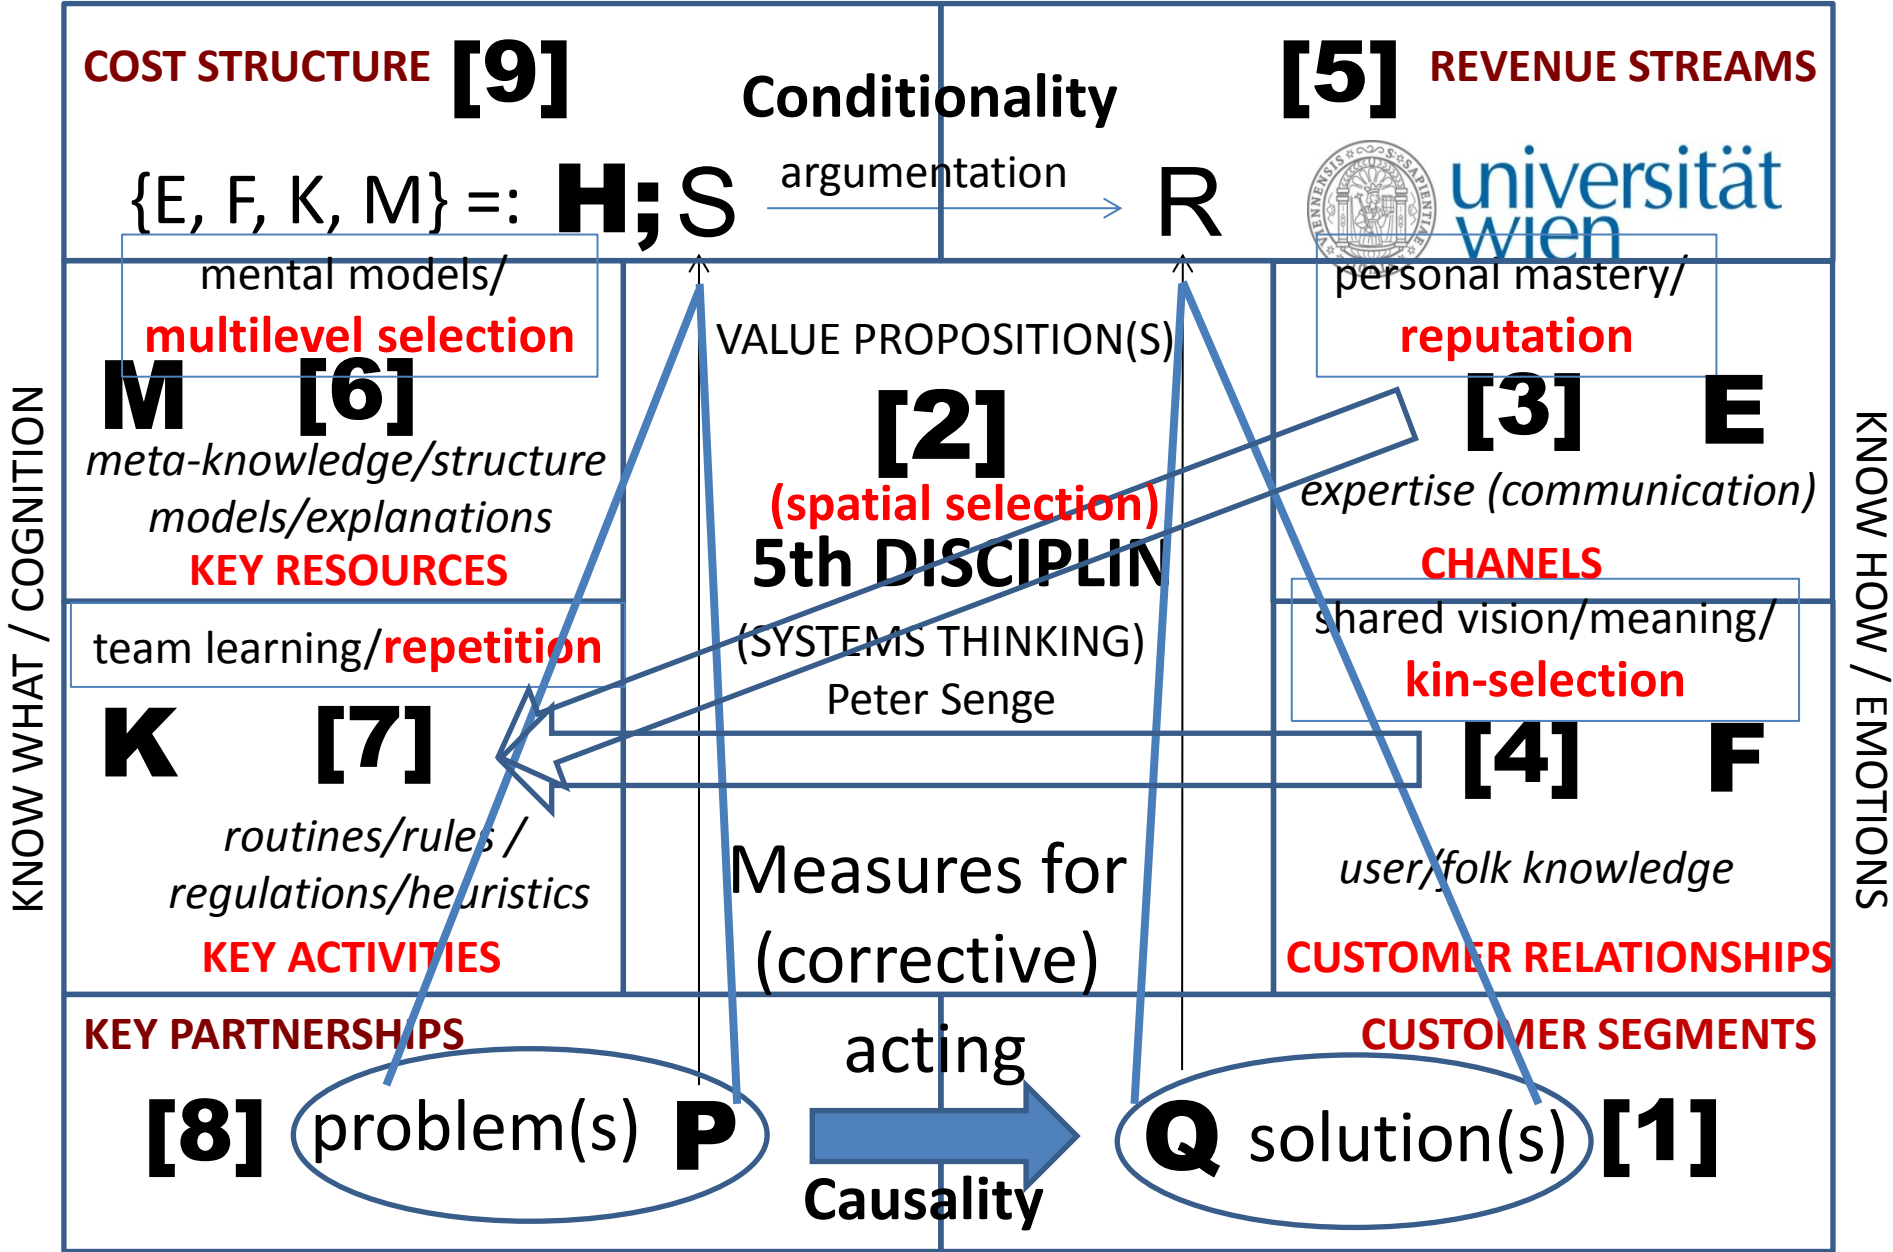 COST STRUCTURE [9]
[5] REVENUE STREAMS
Conditionality
{E, F, K, M} =: H; S
argumentation
R
VIENNENSIS SAPIENTIAE
universität
wien
mental models/
multilevel selection
M [6]
meta-knowledge/structure
models/explanations
KEY RESOURCES
VALUE PROPOSITION(S)
[2]
(spatial selection)
5th DISCIPLIN
(SYSTEMS THINKING)
Peter Senge
personal mastery/
reputation
[3] E
expertise (communication)
CHANELS
team learning/repetition
K [7]
routines/rules /
regulations/heuristics
KEY ACTIVITIES
shared vision/meaning/
kin-selection
[4] F
user/folk knowledge
CUSTOMER RELATIONSHIPS
Measures for
(corrective)
acting
KEY PARTNERSHIPS
[8] problem(s) P
Causality
CUSTOMER SEGMENTS
Q solution(s) [1]
KNOW WHAT / COGNITION
KNOW HOW / EMOTIONS